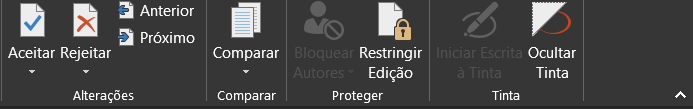 Aceitar
Rejeitar
Anterior
Próximo
Alterações
Comparar
Comparar
Bloquear
Autores
Restringir
Edição
Proteger
Iniciar Escrita
à Tinta
Ocultar
Tinta
Tinta